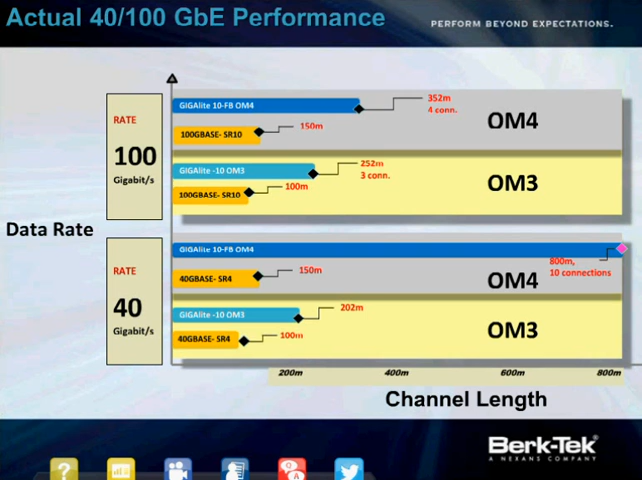 Actual 40/100 GbE Performance
PERFORM BEYOND EXPECTATIONS.
RATE
100
Gigabit/s
GIGAlite 10-FB OM4
352m
4 conn.
100GBASE- SR10
150m
OM4
GIGAlite -10 OM3
252m
3 conn.
100GBASE- SR10
100m
OM3
Data Rate
RATE
40
Gigabit/s
GIGAlite 10-FB OM4
800m,
10 connections
40GBASE- SR4
150m
OM4
GIGAlite -10 OM3
202m
40GBASE- SR4
100m
OM3
200m 400m 600m 800m
Channel Length
Berk-Tek®
A NEXANS COMPANY
?
Q
A